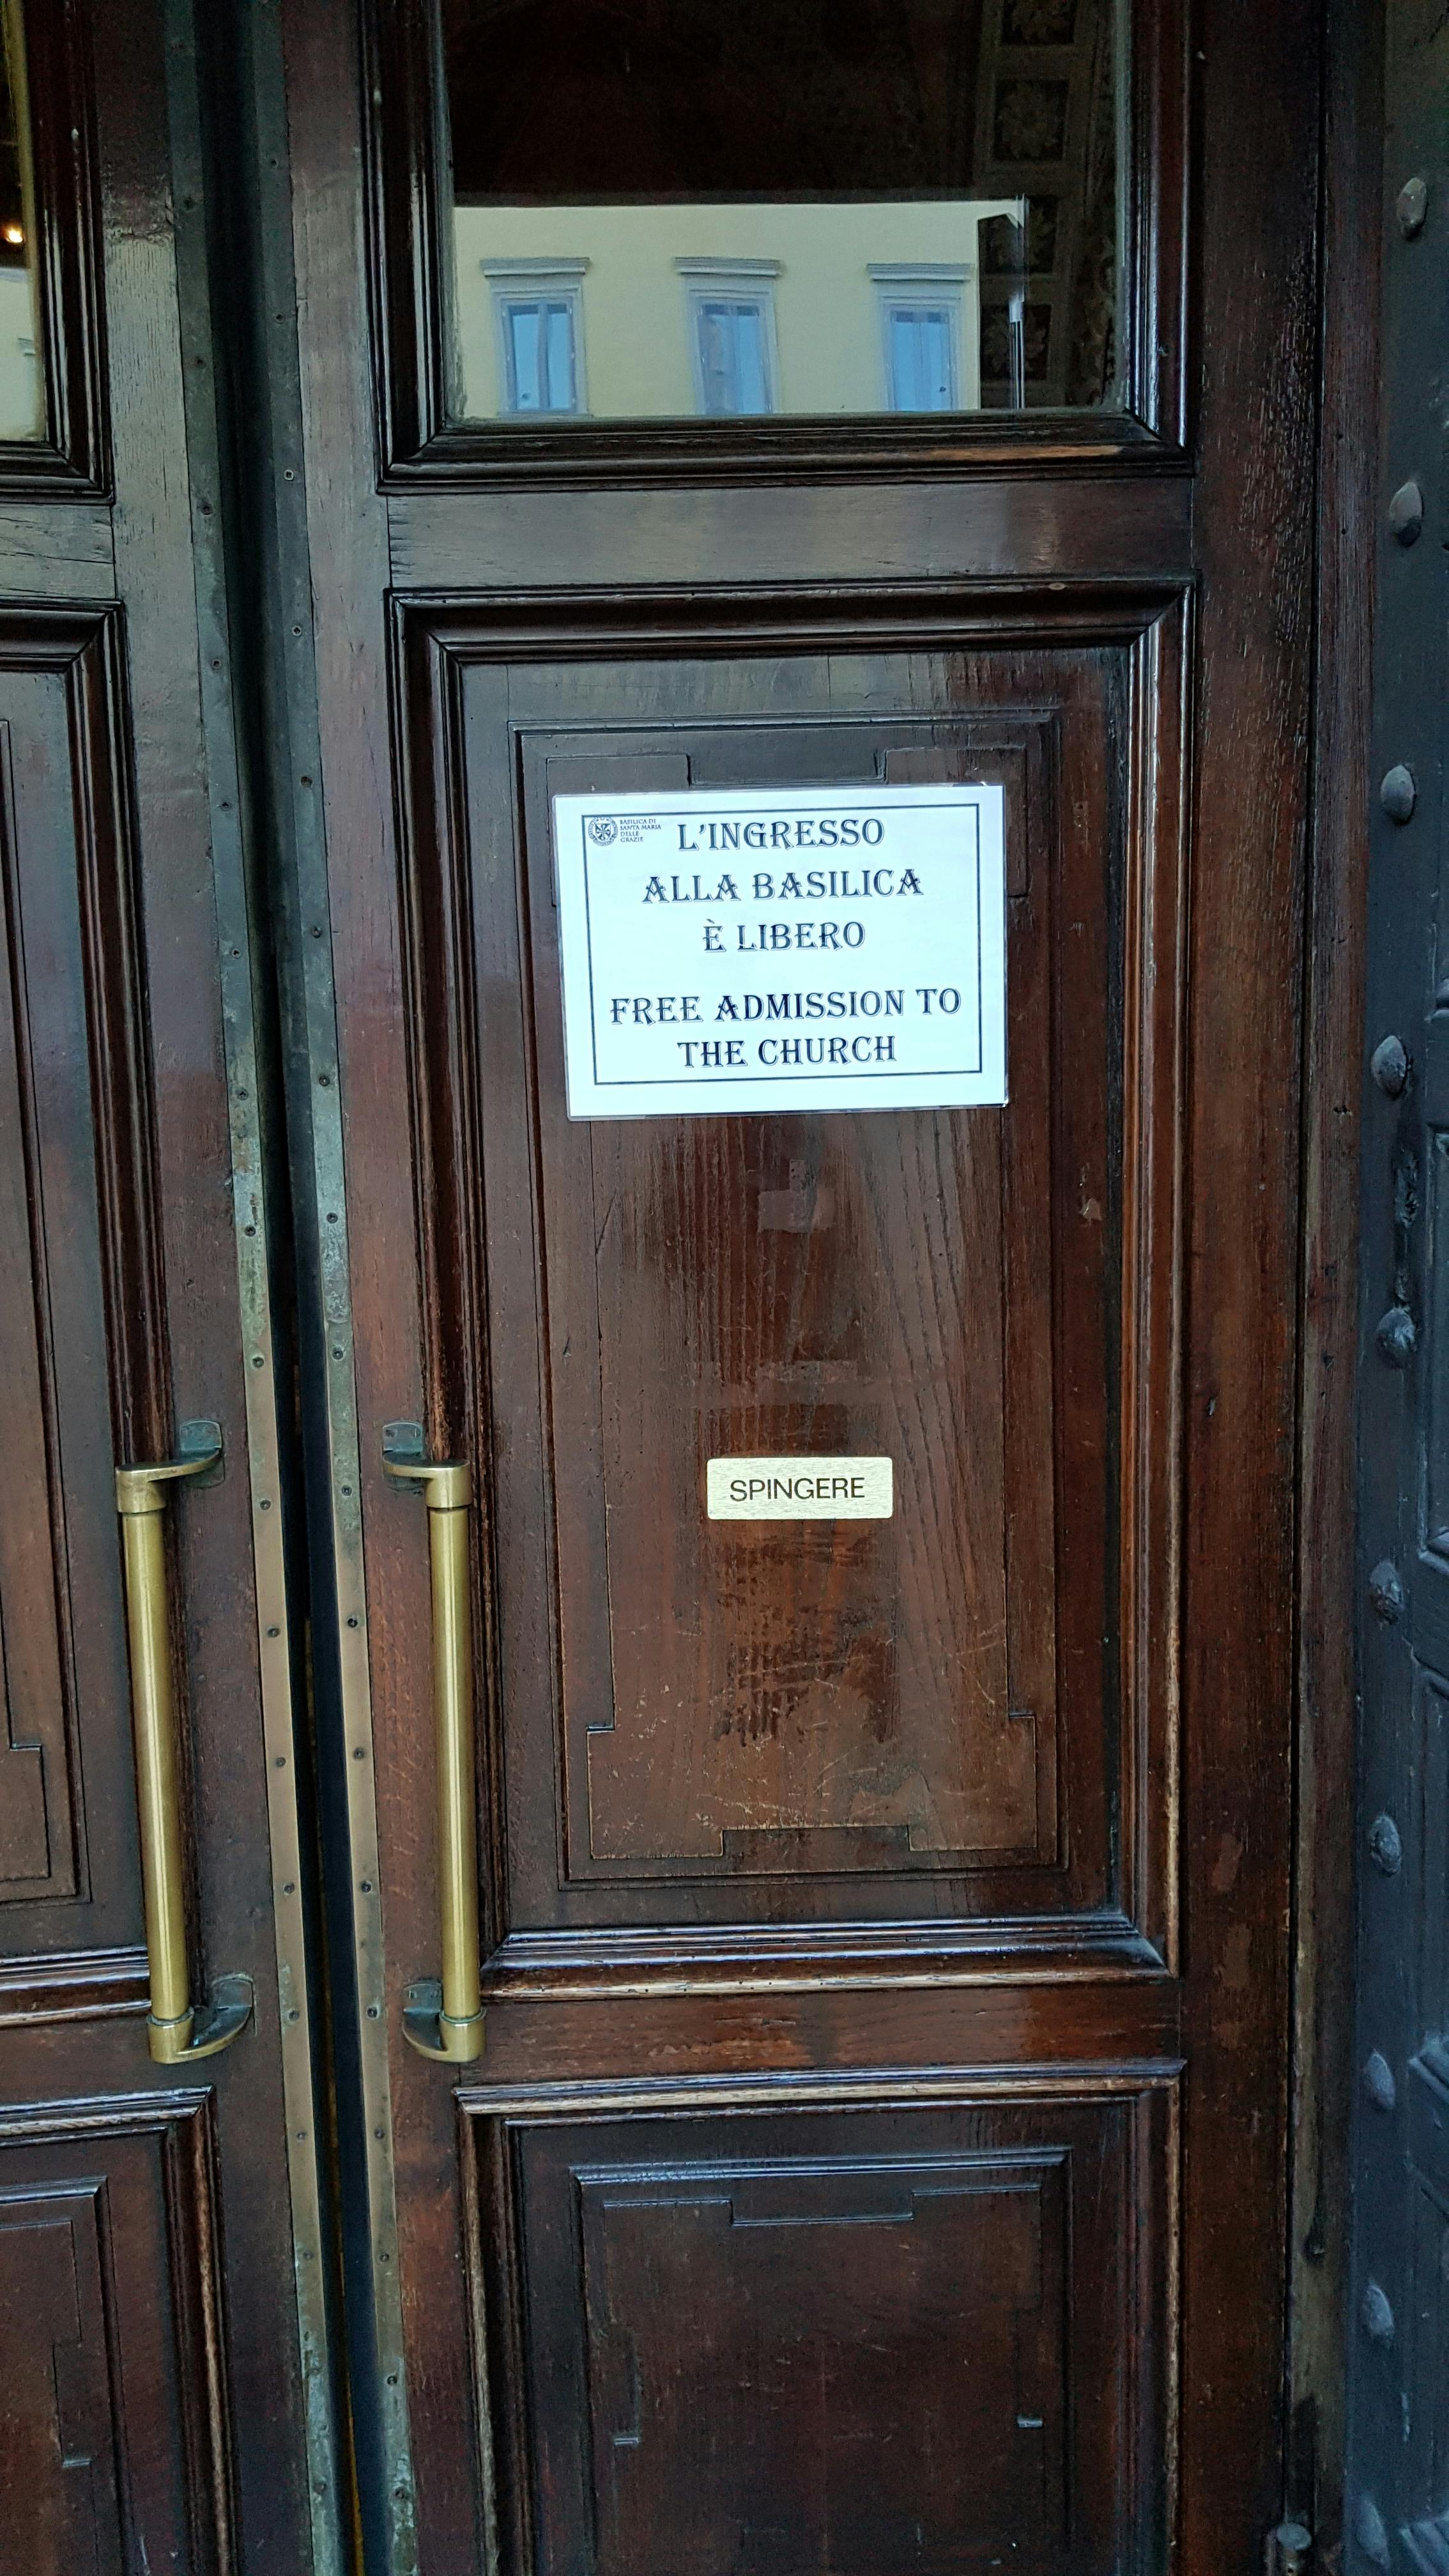 BASILICA DI
SANTA MARIA
DELLE
GRAZIE
L'INGRESSO
ALLA BASILICA
È LIBERO
FREE ADMISSION TO
THE CHURCH
SPINGERE